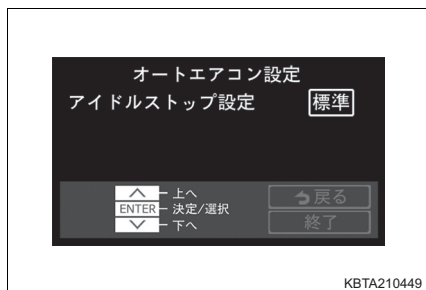 オートエアコン設定
アイドルストップ設定 標準
上へ
ENTER 決定/選択
下へ
戻る
終了
KBTA210449